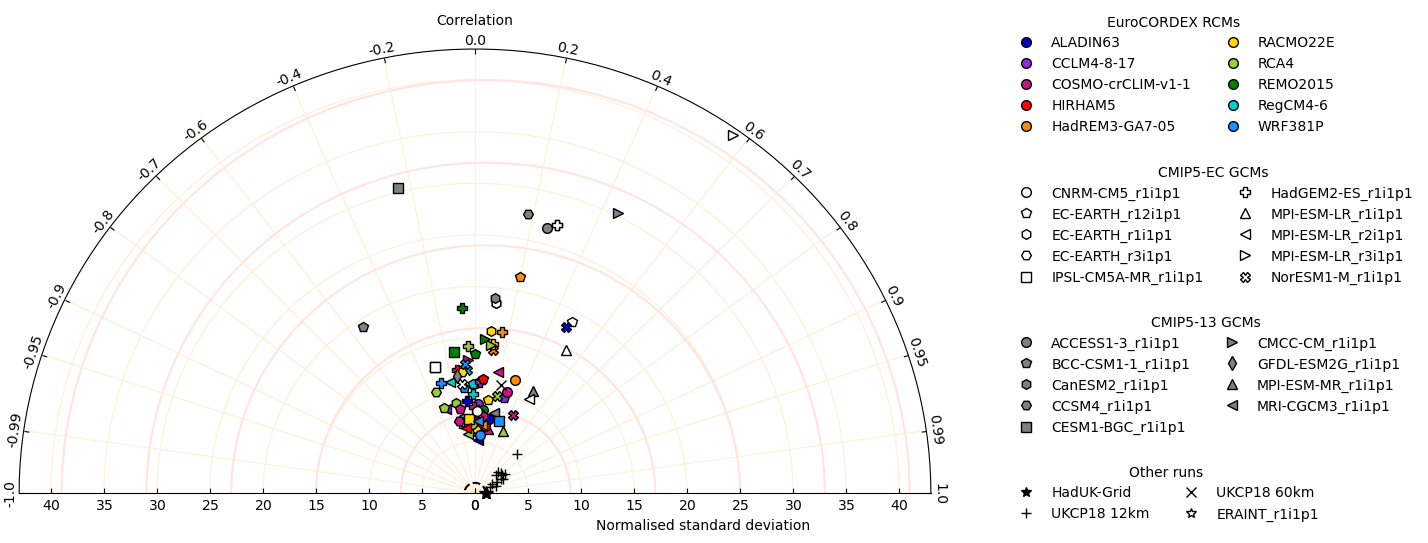 Correlation
-1.0
-0.99
-0.95
-0.9
-0.8
-0.7
-0.6
-0.4
-0.2
0.0
0.2
0.4
0.6
0.7
0.8
0.9
0.95
0.99
1.0
40 35 30 25 20 15 10 5 0 5 10 15 20 25 30 35 40
Normalised standard deviation
EuroCORDEX RCMs
ALADIN63 RACMO22E
CCLM4-8-17 RCA4
COSMO-crCLIM-v1-1 REMO2015
HIRHAM5 RegCM4-6
HadREM3-GA7-05 WRF381P
CMIP5-EC GCMs
CNRM-CM5_r1i1p1 HadGEM2-ES_r1i1p1
EC-EARTH_r12i1p1 MPI-ESM-LR_r1i1p1
EC-EARTH_r1i1p1 MPI-ESM-LR_r2i1p1
EC-EARTH_r3i1p1 MPI-ESM-LR_r3i1p1
IPSL-CM5A-MR_r1i1p1 NorESM1-M_r1i1p1
CMIP5-13 GCMs
ACCESS1-3_r1i1p1 CMCC-CM_r1i1p1
BCC-CSM1-1_r1i1p1 GFDL-ESM2G_r1i1p1
CanESM2_r1i1p1 MPI-ESM-MR_r1i1p1
CCSM4_r1i1p1 MRI-CGCM3_r1i1p1
CESM1-BGC_r1i1p1
Other runs
HadUK-Grid UKCP18 60km
UKCP18 12km ERAINT_r1i1p1